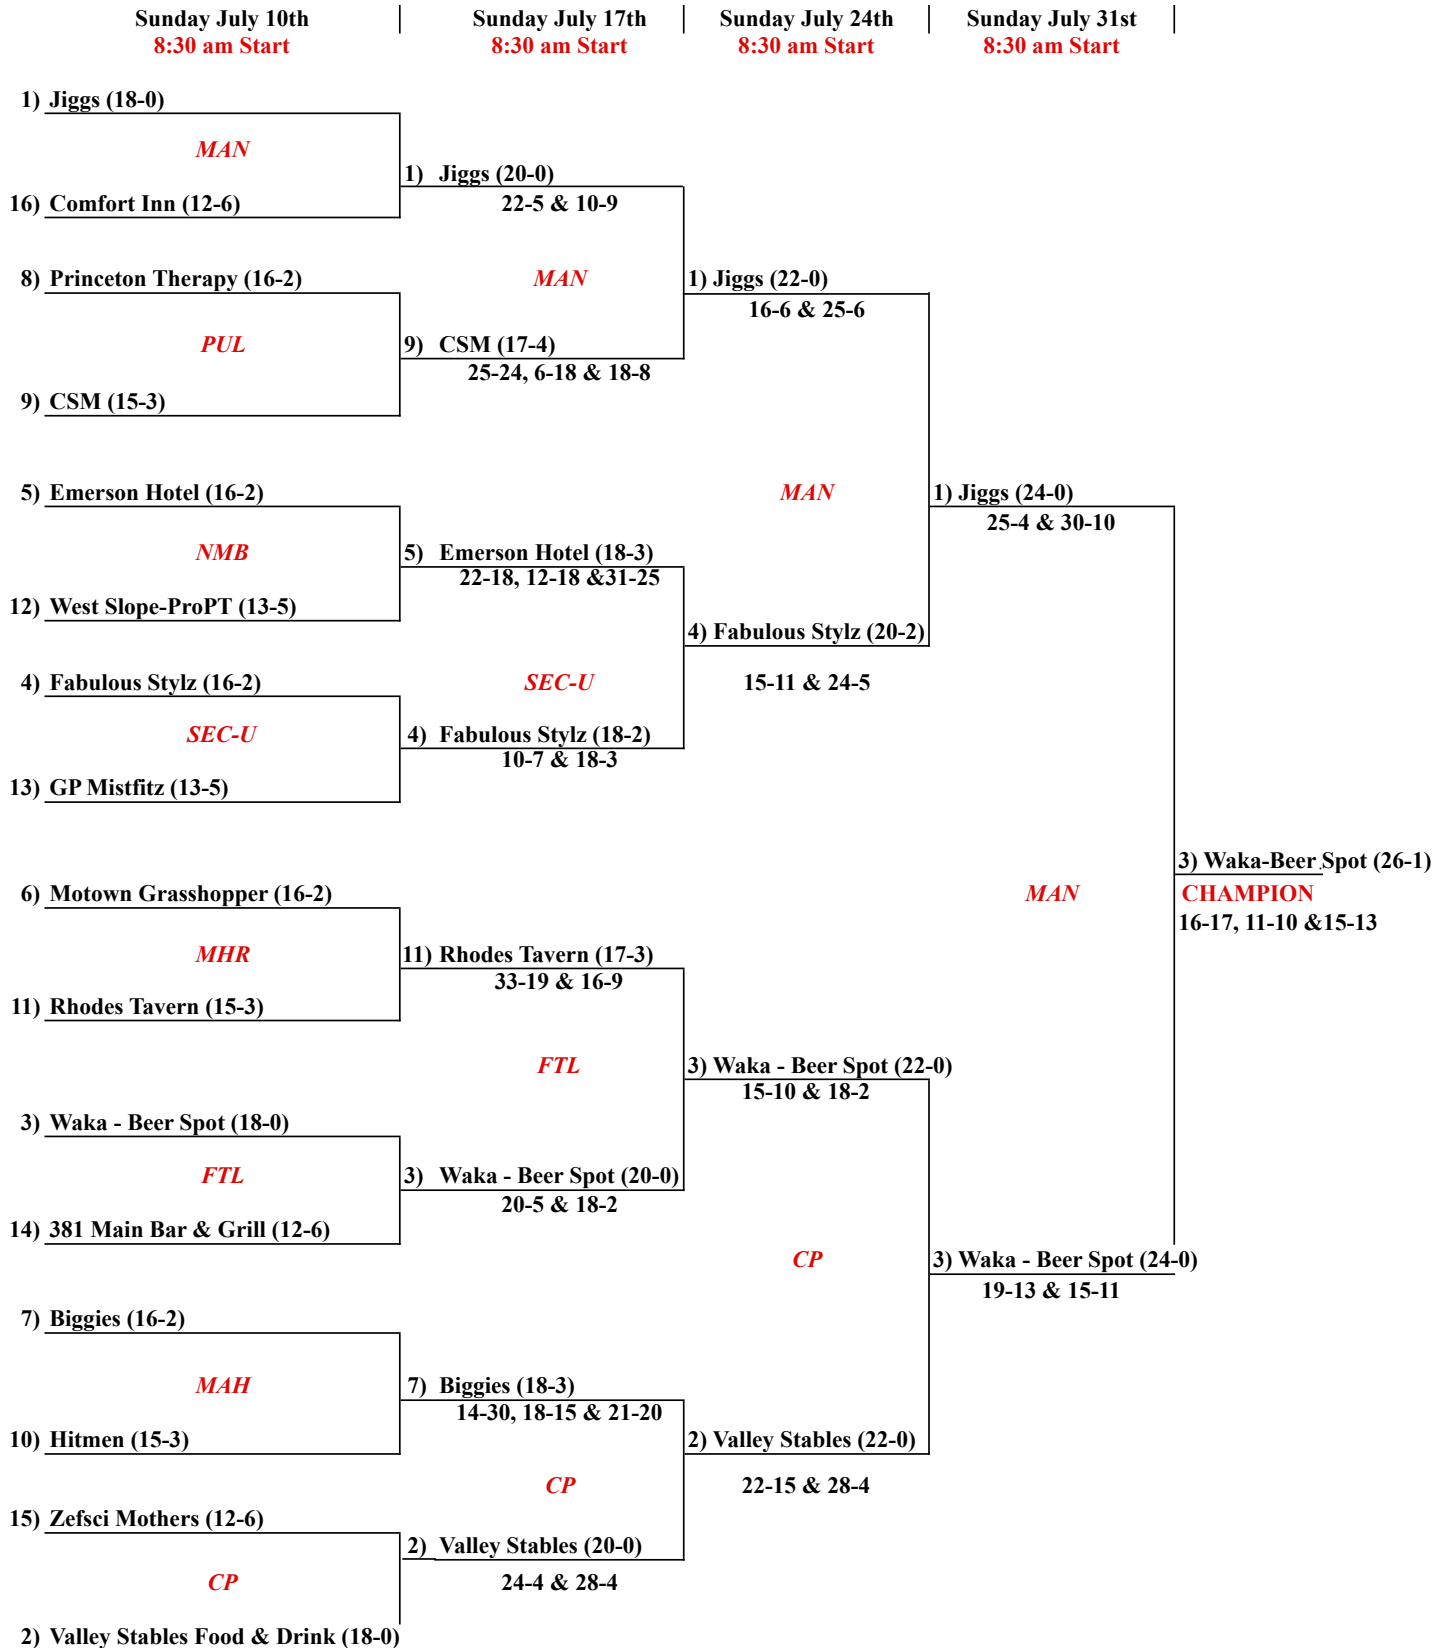 Sunday July 10th
8:30 am Start
Sunday July 17th
8:30 am Start
Sunday July 24th
8:30 am Start
Sunday July 31st
8:30 am Start
1) Jiggs (18-0)
MAN
16) Comfort Inn (12-6)
8) Princeton Therapy (16-2)
PUL
9) CSM (15-3)
5) Emerson Hotel (16-2)
NMB
12) West Slope-ProPT (13-5)
4) Fabulous Stylz (16-2)
SEC-U
13) GP Mistfitz (13-5)
6) Motown Grasshopper (16-2)
MHR
11) Rhodes Tavern (15-3)
3) Waka - Beer Spot (18-0)
FTL
14) 381 Main Bar & Grill (12-6)
7) Biggies (16-2)
MAH
10) Hitmen (15-3)
15) Zefsci Mothers (12-6)
CP
2) Valley Stables Food & Drink (18-0)
1) Jiggs (20-0)
22-5 & 10-9
MAN
9) CSM (17-4)
25-24, 6-18 & 18-8
5) Emerson Hotel (18-3)
22-18, 12-18 &31-25
SEC-U
4) Fabulous Stylz (18-2)
10-7 & 18-3
11) Rhodes Tavern (17-3)
33-19 & 16-9
FTL
3) Waka - Beer Spot (20-0)
20-5 & 18-2
7) Biggies (18-3)
14-30, 18-15 & 21-20
CP
2) Valley Stables (20-0)
24-4 & 28-4
1) Jiggs (22-0)
16-6 & 25-6
MAN
4) Fabulous Stylz (20-2)
15-11 & 24-5
3) Waka - Beer Spot (22-0)
15-10 & 18-2
CP
2) Valley Stables (22-0)
22-15 & 28-4
1) Jiggs (24-0)
25-4 & 30-10
MAN
3) Waka - Beer Spot (24-0)
19-13 & 15-11
3) Waka-Beer Spot (26-1)
CHAMPION
16-17, 11-10 &15-13